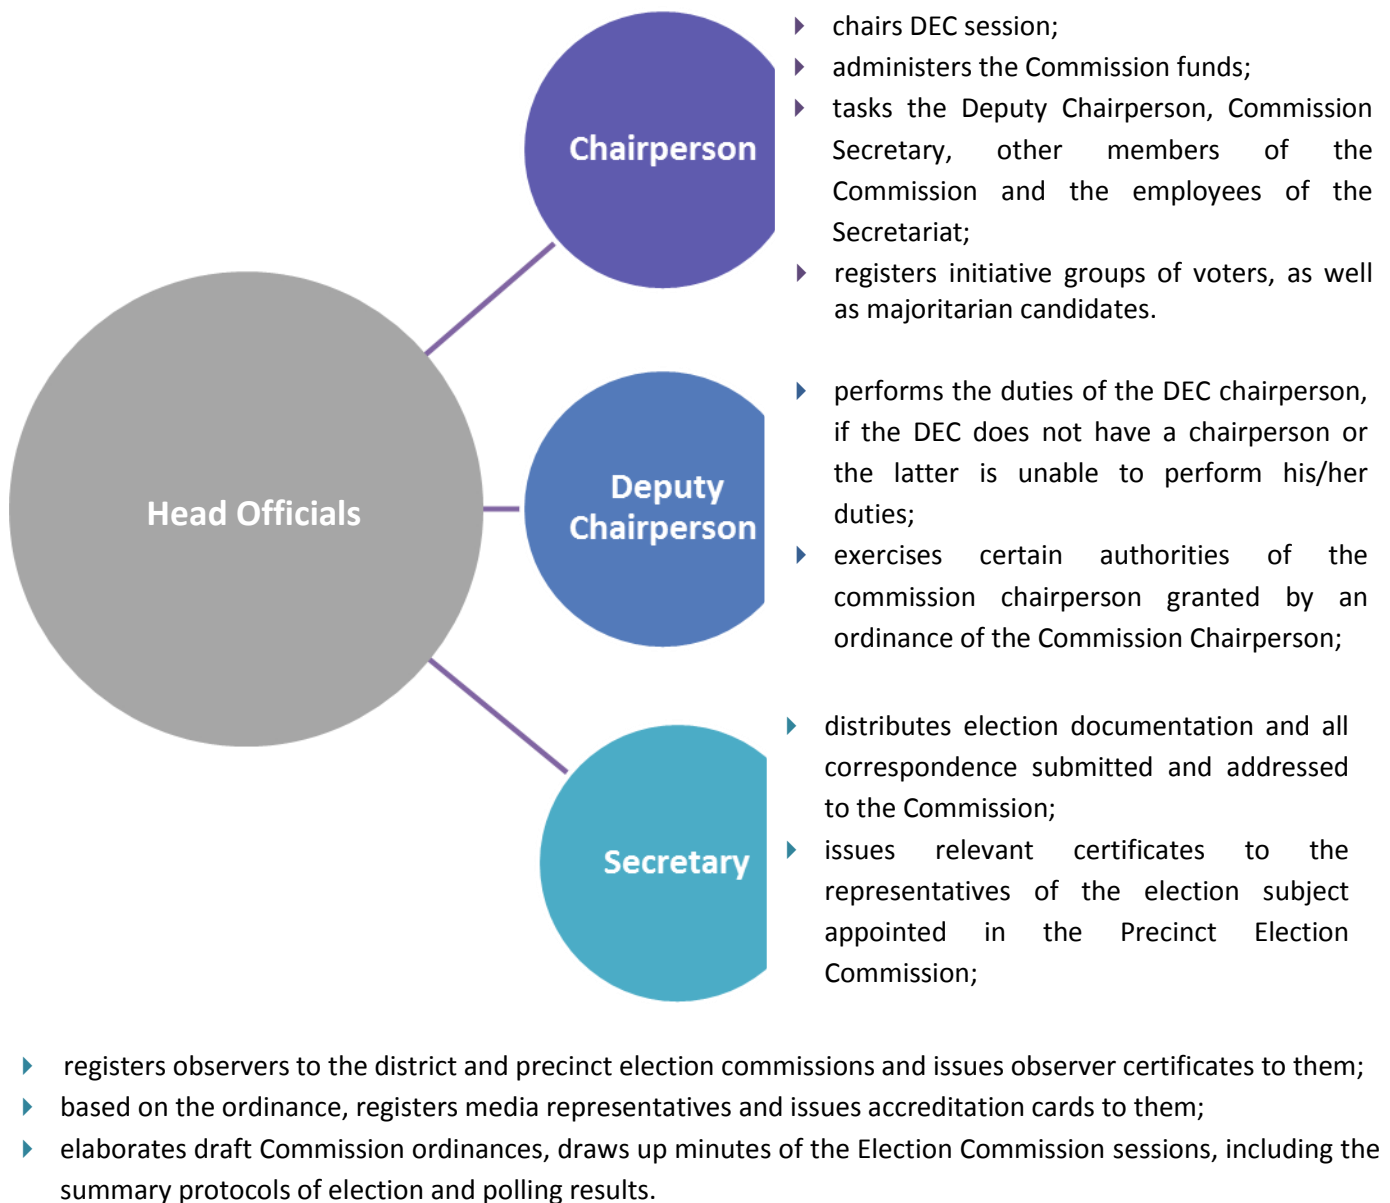 Head Officials
Chairperson
chairs DEC session;
administers the Commission funds;
tasks the Deputy Chairperson, Commission
Secretary, other members of the
Commission and the employees of the
Secretariat;
registers initiative groups of voters, as well
as majoritarian candidates.
Deputy
Chairperson
performs the duties of the DEC chairperson,
if the DEC does not have a chairperson or
the latter is unable to perform his/her
duties;
exercises certain authorities of the
commission chairperson granted by an
ordinance of the Commission Chairperson;
Secretary
distributes election documentation and all
correspondence submitted and addressed
to the Commission;
issues relevant certificates to the
representatives of the election subject
appointed in the Precinct Election
Commission;
registers observers to the district and precinct election commissions and issues observer certificates to them;
based on the ordinance, registers media representatives and issues accreditation cards to them;
elaborates draft Commission ordinances, draws up minutes of the Election Commission sessions, including the
summary protocols of election and polling results.